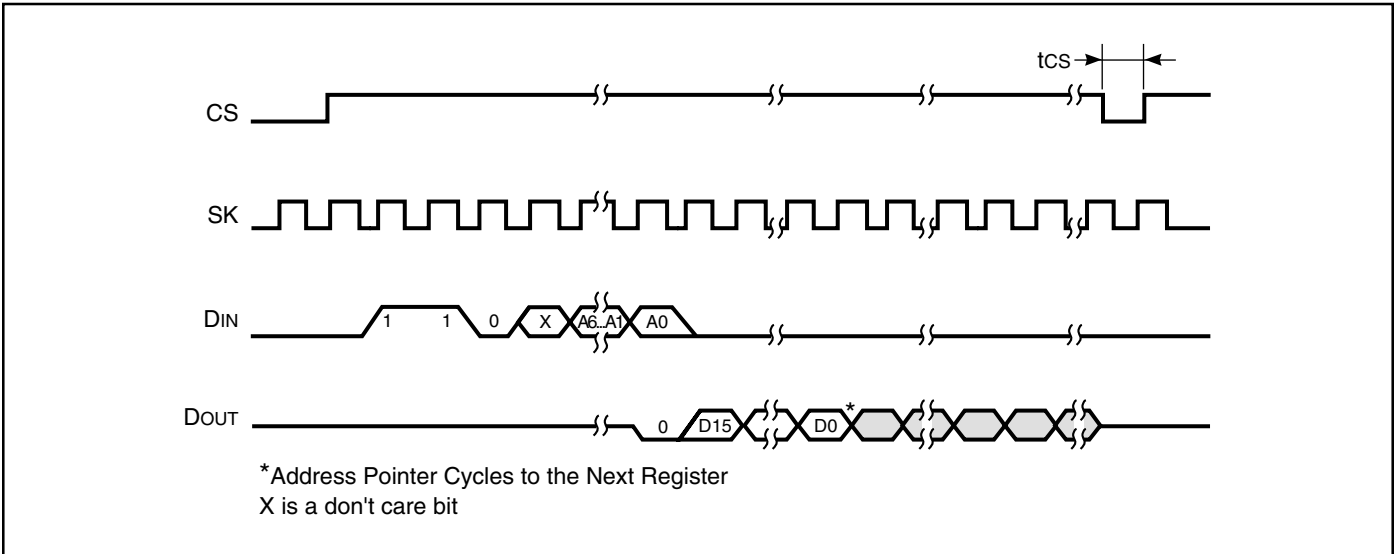 tCS
CS
SK
DIN
1 1 0 X A6...A1 A0
DOUT
0 D15 D0 *
*Address Pointer Cycles to the Next Register
X is a don't care bit